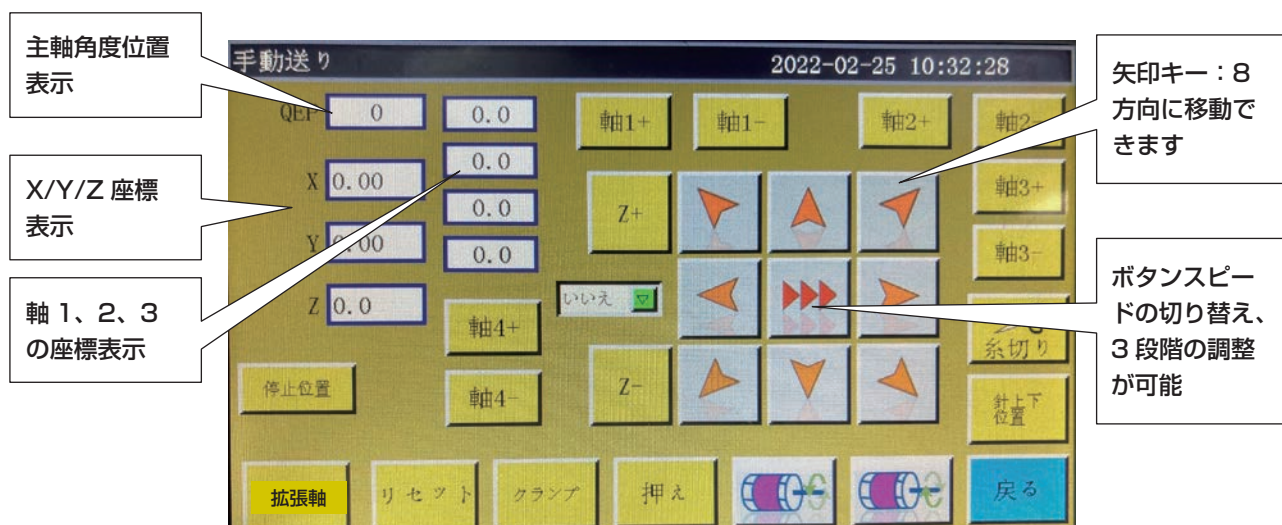 主軸角度位置
表示
X/Y/Z 座標
表示
軸 1、2、3
の座標表示
手動送り
2022-02-25 10:32:28
QEP 0 0.0
軸1+ 軸1- 軸2+ 軸2-
X 0.00 0.0
Y 0.00 0.0
Z 0.0 0.0
Z+
軸3+
軸3-
いいえ
軸4+
軸4-
Z-
停止位置
糸切り
針上下
位置
拡張軸 リセット クランプ 押え 戻る
矢印キー：8
方向に移動で
きます
ボタンスピー
ドの切り替え、
3 段階の調整
が可能